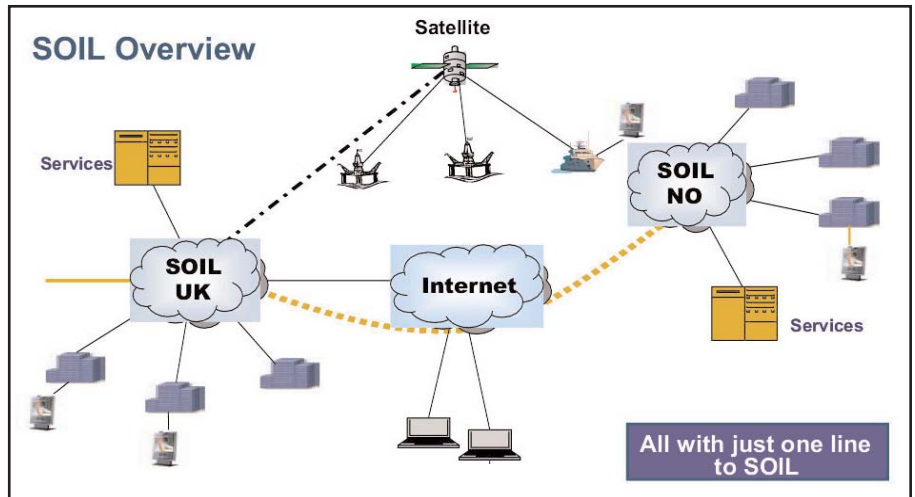 SOIL Overview
Satellite
Services
SOIL
NO
SOIL
UK
Internet
Services
All with just one line
to SOIL